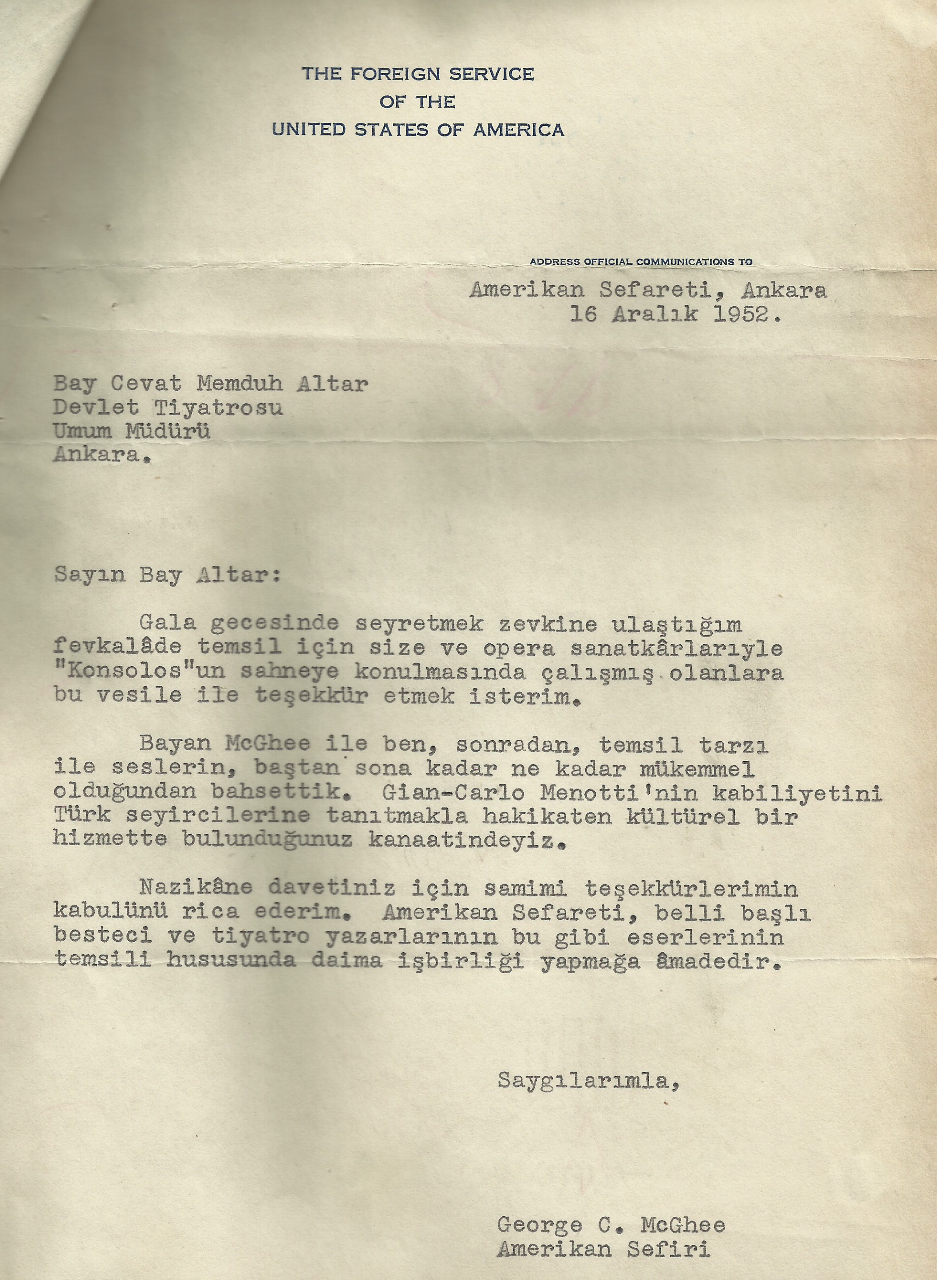 THE FOREIGN SERVICE
OF THE
UNITED STATES OF AMERICA
ADDRESS OFFICIAL COMMUNICATIONS TO
Amerikan Sefareti, Ankara
16 Aralık 1952.
Bay Cevat Memduh Altar
Devlet Tiyatrosu
Umum Müdürü
Ankara.
Sayın Bay Altar:
Gala gecesinde seyretmek zevkine ulaştığım
fevkalâde temsil için size ve opera sanatkârlarıyle
"Konsolos"un sahneye konulmasında çalışmış olanlara
bu vesile ile teşekkür etmek isterim.
Bayan McGhee ile ben, sonradan, temsil tarzı
ile seslerin, baştan sona kadar ne kadar mükemmel
olduğundan bahsettik. Gian-Carlo Menotti'nin kabiliyetini
Türk seyircilerine tanıtmakla hakikaten kültürel bir
hizmette bulunduğunuz kanaatindeyiz.
Nazikâne davetiniz için samimi teşekkürlerimin
kabulünü rica ederim. Amerikan Sefareti, belli başlı
besteci ve tiyatro yazarlarının bu gibi eserlerinin
temsili hususunda daima işbirliği yapmağa âmadedir.
Saygılarımla,
George C. McGhee
Amerikan Sefiri